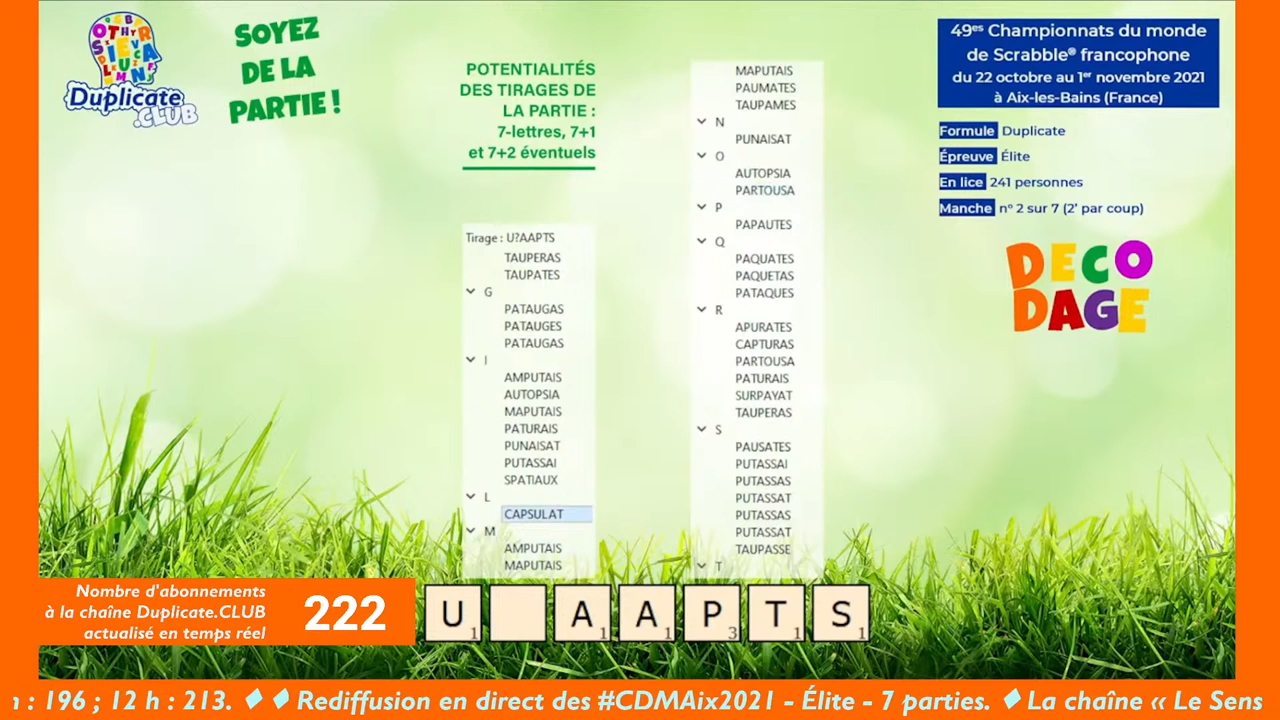 Duplicate
.CLUB
SOYEZ
DE LA
PARTIE !
POTENTIALITÉS
DES TIRAGES DE
LA PARTIE :
7-lettres, 7+1
et 7+2 éventuels
Tirage : U?AAPTS
TAUPERAS
TAUPATES
G
PATAUGAS
PATAUGES
PATAUGAS
I
AMPUTAIS
AUTOPSIA
MAPUTAIS
PATURAIS
PUNAISAT
PUTASSAI
SPATIAUX
L
CAPSULAT
M
AMPUTAIS
MAPUTAIS
MAPUTAIS
PAUMATES
TAUPAMES
N
PUNAISAT
O
AUTOPSIA
PARTOUSA
P
PAPAUTES
Q
PAQUATES
PAQUETAS
PATAQUES
R
APURATES
CAPTURAS
PARTOUSA
PATURAIS
SURPAYAT
TAUPERAS
S
PAUSATES
PUTASSAI
PUTASSAS
PUTASSAT
PUTASSAS
PUTASSAT
TAUPASSE
T
49es Championnats du monde
de Scrabble® francophone
du 22 octobre au 1er novembre 2021
à Aix-les-Bains (France)
Formule Duplicate
Épreuve Élite
En lice 241 personnes
Manche n° 2 sur 7 (2' par coup)
DECO
DAGE
Nombre d'abonnements
à la chaîne Duplicate.CLUB
actualisé en temps réel
222
U1 A1 A1 P3 T1 S1
: 196 ; 12 h : 213. ♦ ♦ Rediffusion en direct des #CDMAix2021 - Élite - 7 parties. ♦ La chaîne « Le Sens